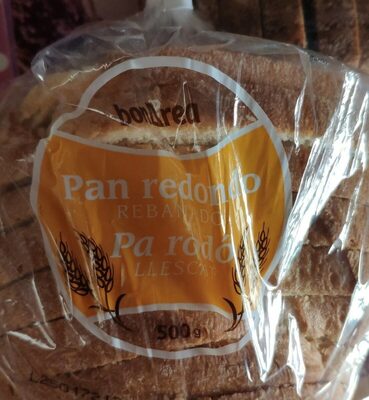 bonÀrea
Pan redondo
REBANADO
Pa rodó
LLESCAT
500g